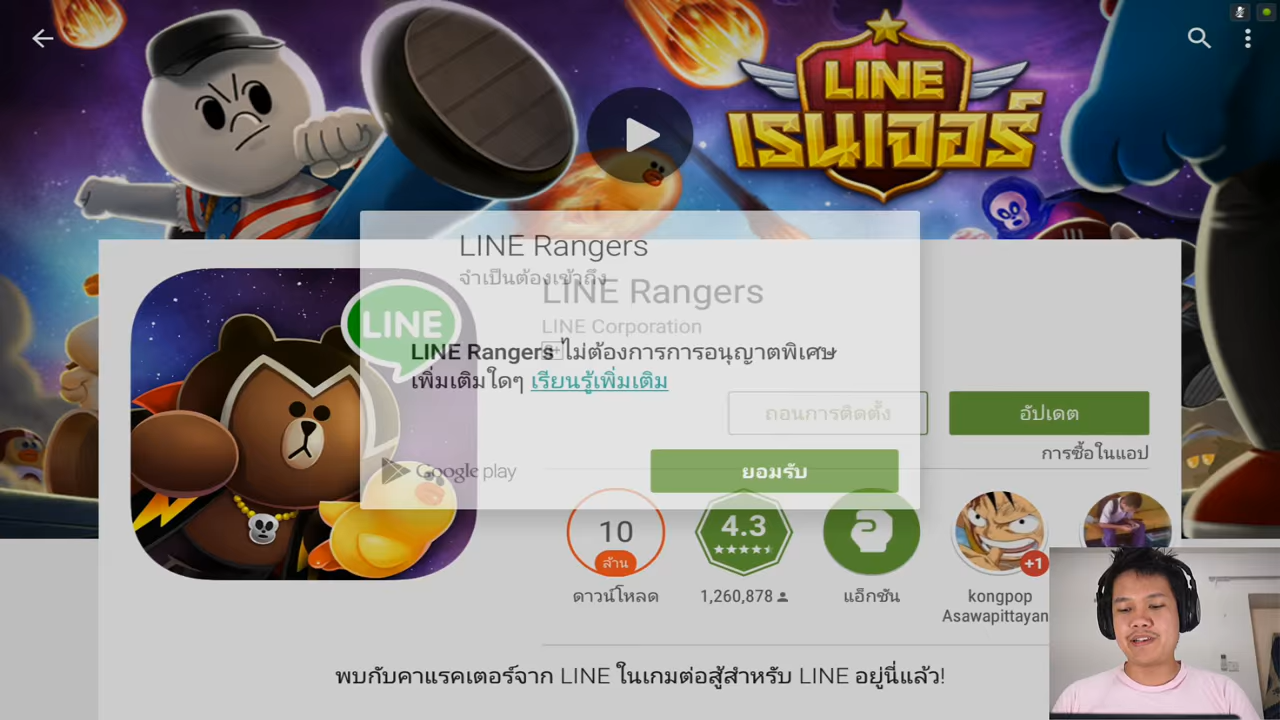 LINE
เรนเจอร์
LINE Rangers
จำเป็นต้องเข้าถึง
LINE Rangers
LINE Corporation
LINE
LINE Rangers ไม่ต้องการการอนุญาตพิเศษ
เพิ่มเติมใดๆ เรียนรู้เพิ่มเติม
ถอนการติดตั้ง
อัปเดต
การซื้อในแอป
Google play
ยอมรับ
10
ล้าน
4.3
+1
ดาวน์โหลด
1,260,878
แอ็กชัน
kongpop
Asawapittayan
พบกับคาแรคเตอร์จาก LINE ในเกมต่อสู้สำหรับ LINE อยู่นี่แล้ว!